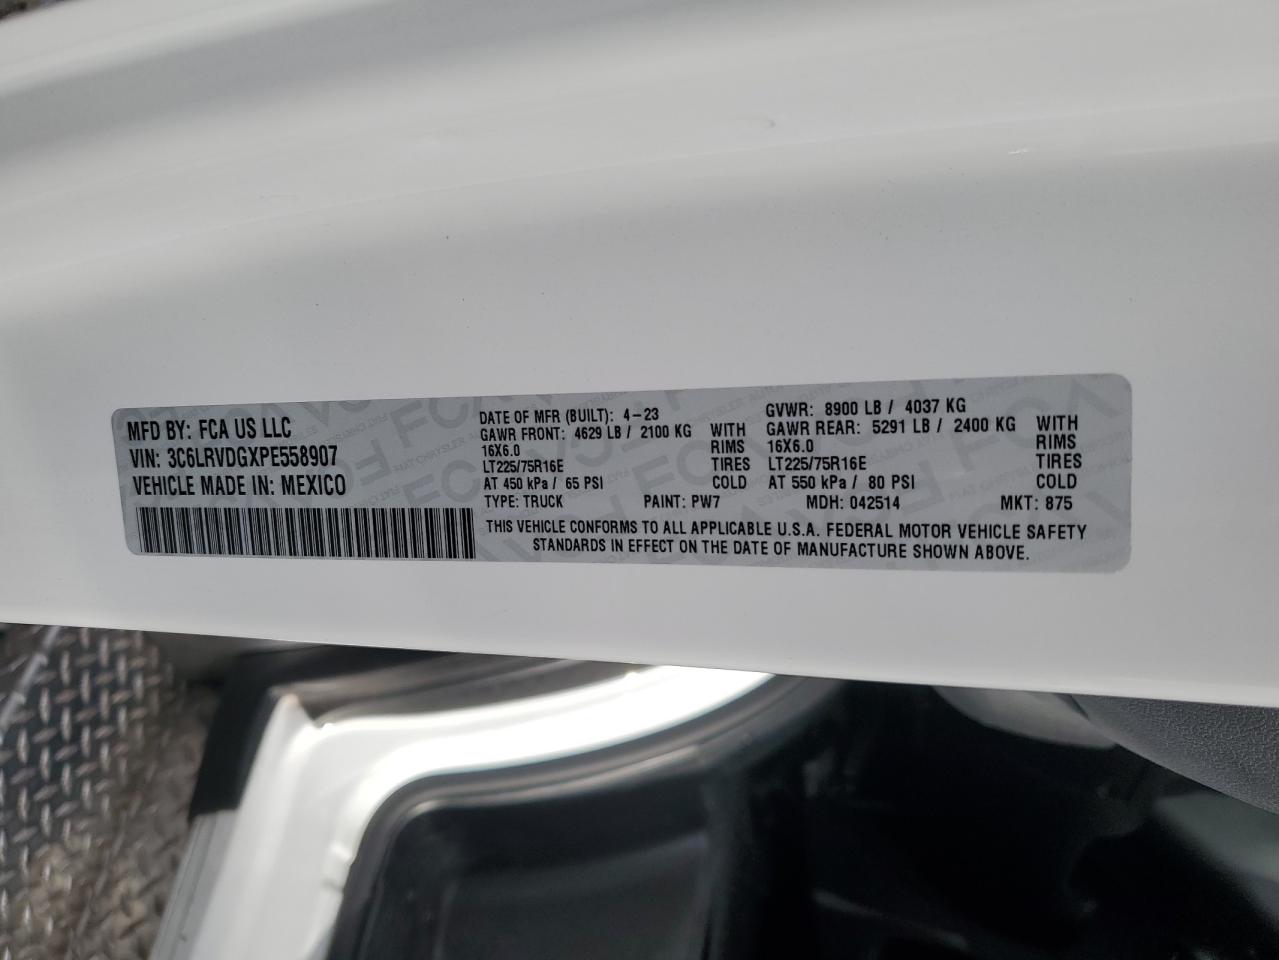 MFD BY: FCA US LLC
VIN: 3C6LRVDGXPE558907
VEHICLE MADE IN: MEXICO
DATE OF MFR (BUILT): 4-23 GVWR: 8900 LB / 4037 KG
GAWR FRONT: 4629 LB / 2100 KG WITH GAWR REAR: 5291 LB / 2400 KG WITH
16X6.0 RIMS 16X6.0 RIMS
LT225/75R16E TIRES LT225/75R16E TIRES
AT 450 kPa / 65 PSI COLD AT 550 kPa / 80 PSI COLD
TYPE: TRUCK PAINT: PW7 MDH: 042514 MKT: 875
THIS VEHICLE CONFORMS TO ALL APPLICABLE U.S.A. FEDERAL MOTOR VEHICLE SAFETY
STANDARDS IN EFFECT ON THE DATE OF MANUFACTURE SHOWN ABOVE.